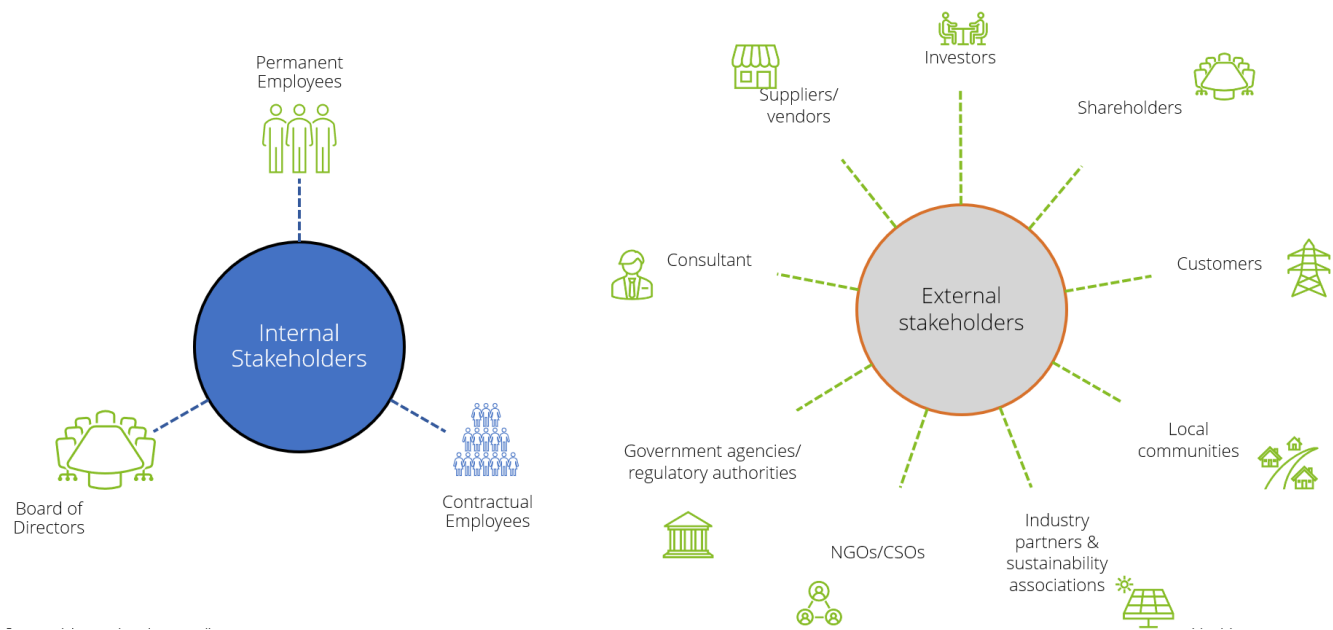 Permanent
Employees
Internal
Stakeholders
Board of
Directors
Contractual
Employees
Investors
Suppliers/
vendors
Shareholders
Consultant
Customers
External
stakeholders
Government agencies/
regulatory authorities
Local
communities
NGOs/CSOs
Industry
partners &
sustainability
associations